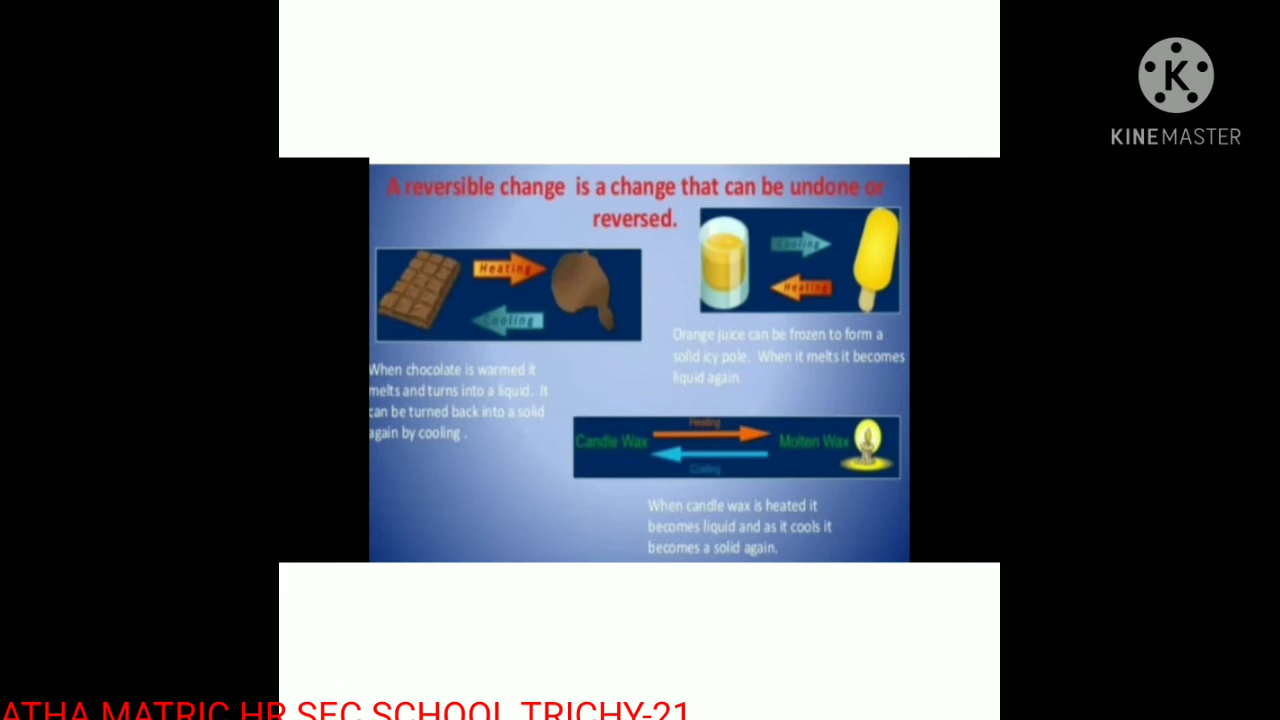 K
KINEMASTER
A reversible change is a change that can be undone or
reversed.
Heating
Cooling
Cooling
Heating
Orange juice can be frozen to form a
solid icy pole. When it melts it becomes
liquid again.
When chocolate is warmed it
melts and turns into a liquid. It
can be turned back into a solid
again by cooling .
Heating
Candle Wax
Molten Wax
Cooling
When candle wax is heated it
becomes liquid and as it cools it
becomes a solid again.
ATHA MATRIC HR SEC SCHOOL TRICHY-21